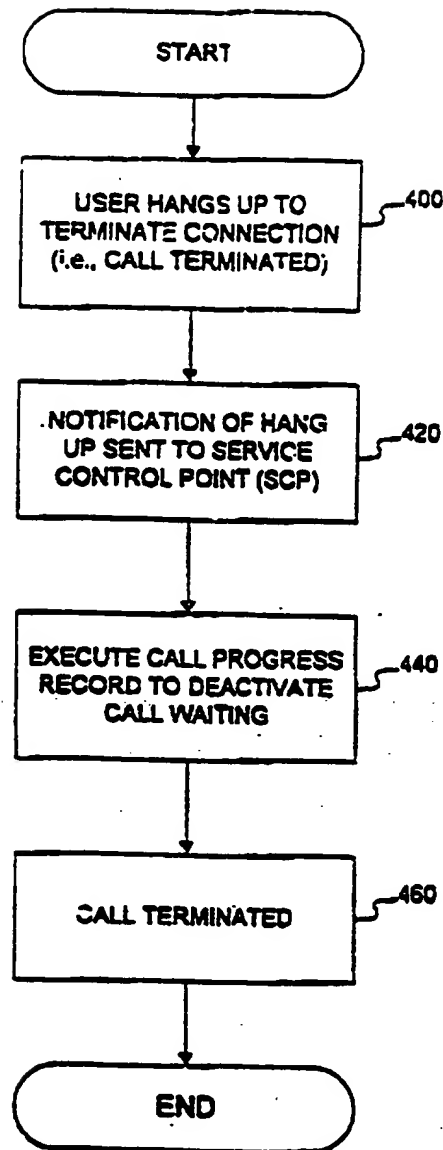 START
USER HANGS UP TO
TERMINATE CONNECTION
(i.e., CALL TERMINATED)
400
NOTIFICATION OF HANG
UP SENT TO SERVICE
CONTROL POINT (SCP)
420
EXECUTE CALL PROGRESS
RECORD TO DEACTIVATE
CALL WAITING
440
CALL TERMINATED
460
END